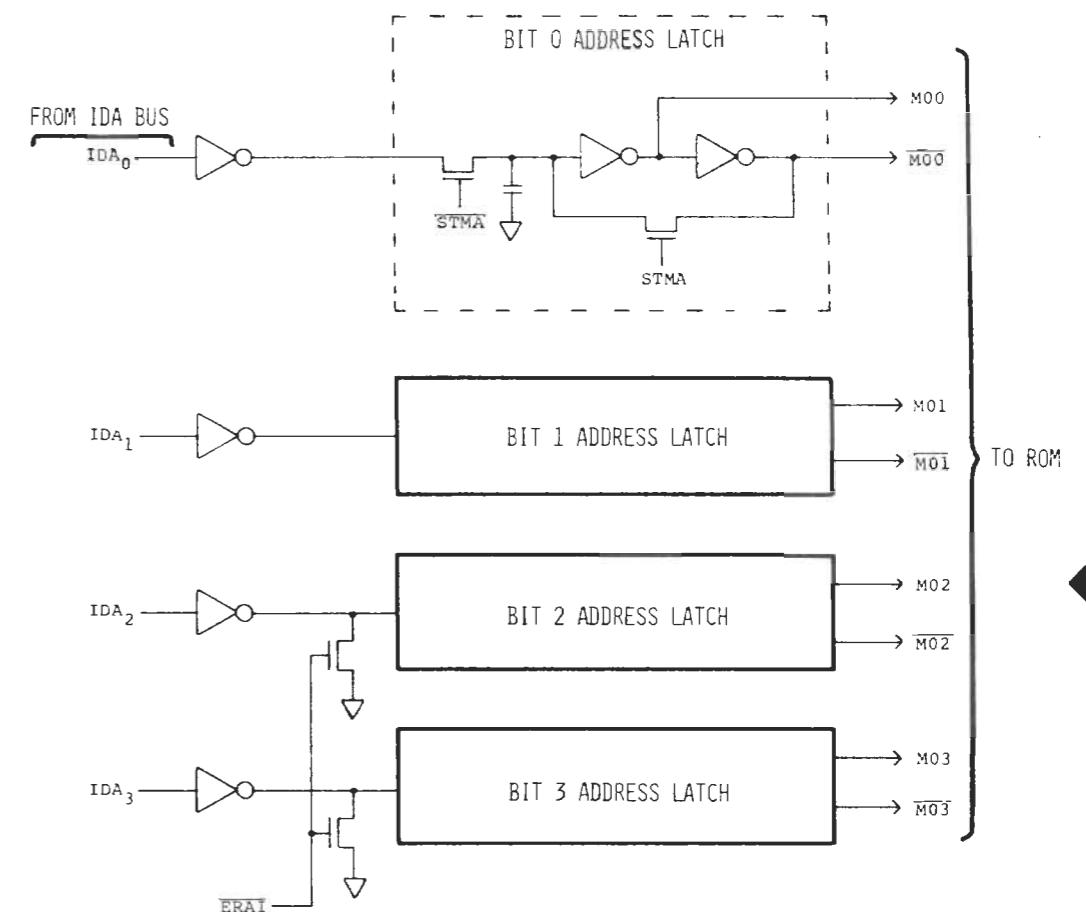 BIT 0 ADDRESS LATCH
FROM IDA BUS
IDA₀
M00
M̅0̅0̅
S̅T̅M̅A̅
STMA
IDA₁
BIT 1 ADDRESS LATCH
M01
M̅0̅1̅
TO ROM
IDA₂
BIT 2 ADDRESS LATCH
M02
M̅0̅2̅
IDA₃
BIT 3 ADDRESS LATCH
M03
M̅0̅3̅
E̅R̅A̅I̅